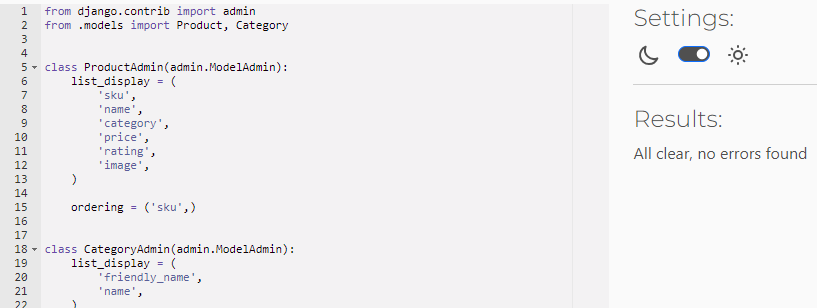 1 from django.contrib import admin
2 from .models import Product, Category
3
4
5 class ProductAdmin(admin.ModelAdmin):
6     list_display = (
7         'sku',
8         'name',
9         'category',
10         'price',
11         'rating',
12         'image',
13     )
14
15     ordering = ('sku',)
16
17
18 class CategoryAdmin(admin.ModelAdmin):
19     list_display = (
20         'friendly_name',
21         'name',
22     )
Settings:
Results:
All clear, no errors found